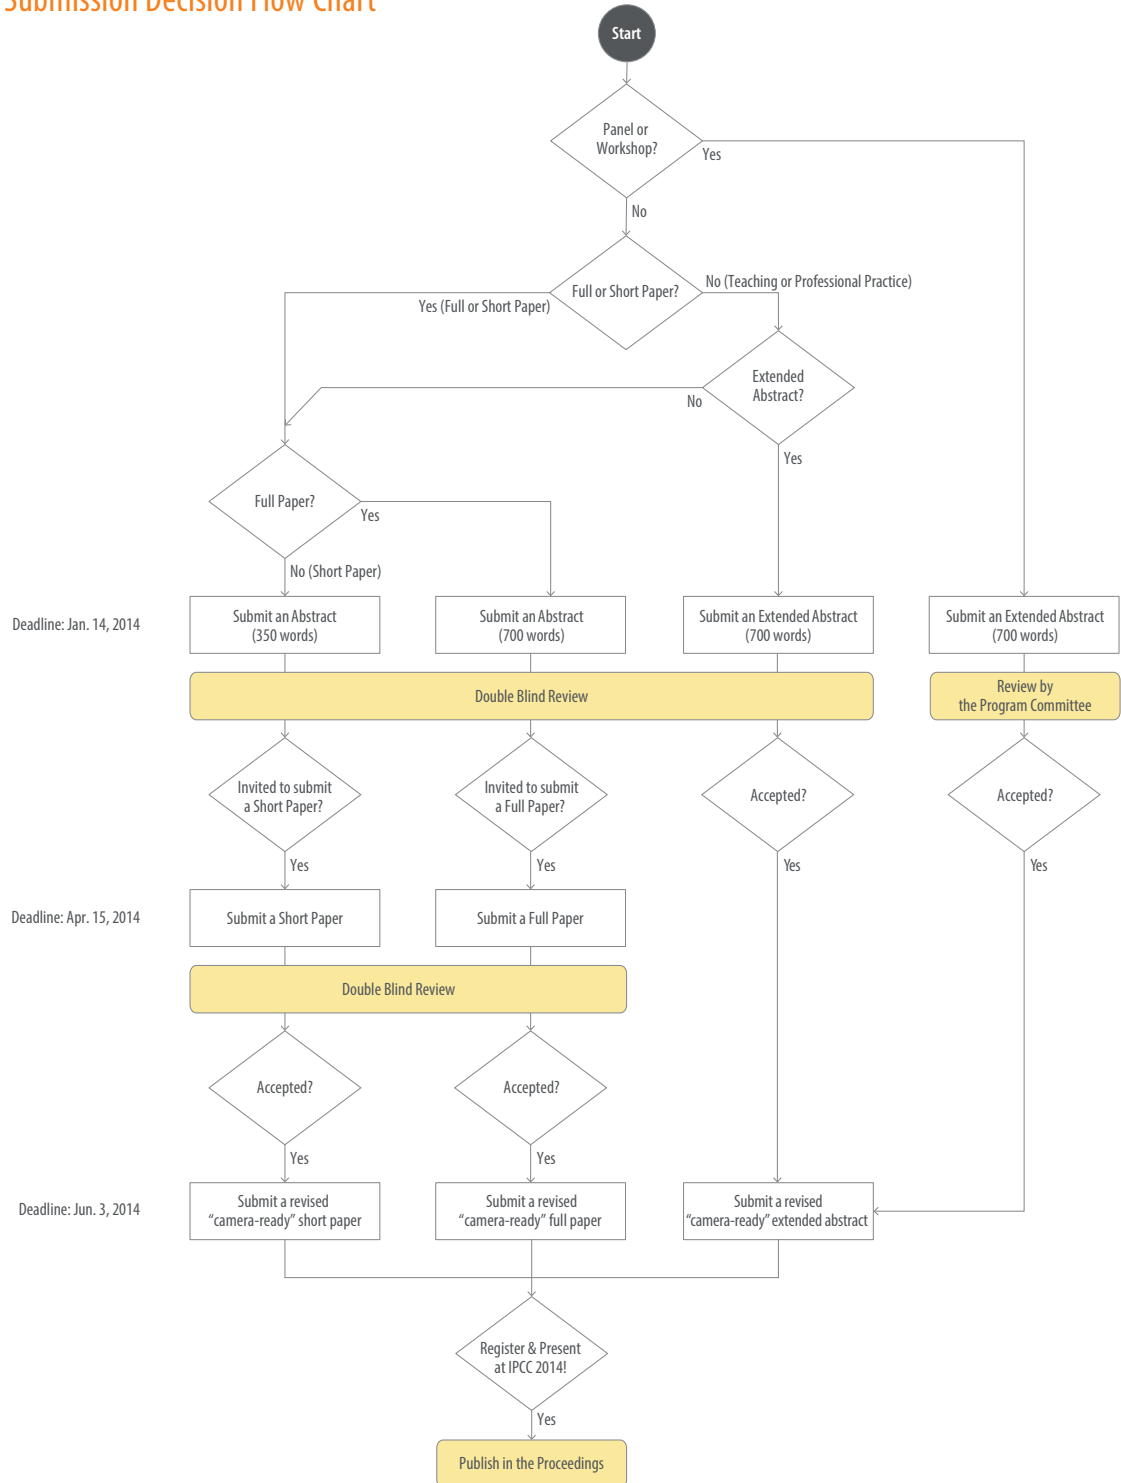 Submission Decision Flow Chart
Start
Panel or
Workshop?
Yes
No
Full or Short Paper?
No (Teaching or Professional Practice)
Yes (Full or Short Paper)
Extended
Abstract?
No
Yes
Full Paper?
Yes
No (Short Paper)
Deadline: Jan. 14, 2014
Submit an Abstract
(350 words)
Submit an Abstract
(700 words)
Submit an Extended Abstract
(700 words)
Submit an Extended Abstract
(700 words)
Double Blind Review
Review by
the Program Committee
Invited to submit
a Short Paper?
Invited to submit
a Full Paper?
Accepted?
Accepted?
Yes
Yes
Yes
Yes
Deadline: Apr. 15, 2014
Submit a Short Paper
Submit a Full Paper
Double Blind Review
Accepted?
Accepted?
Yes
Yes
Deadline: Jun. 3, 2014
Submit a revised
“camera-ready” short paper
Submit a revised
“camera-ready” full paper
Submit a revised
“camera-ready” extended abstract
Register & Present
at IPCC 2014!
Yes
Publish in the Proceedings